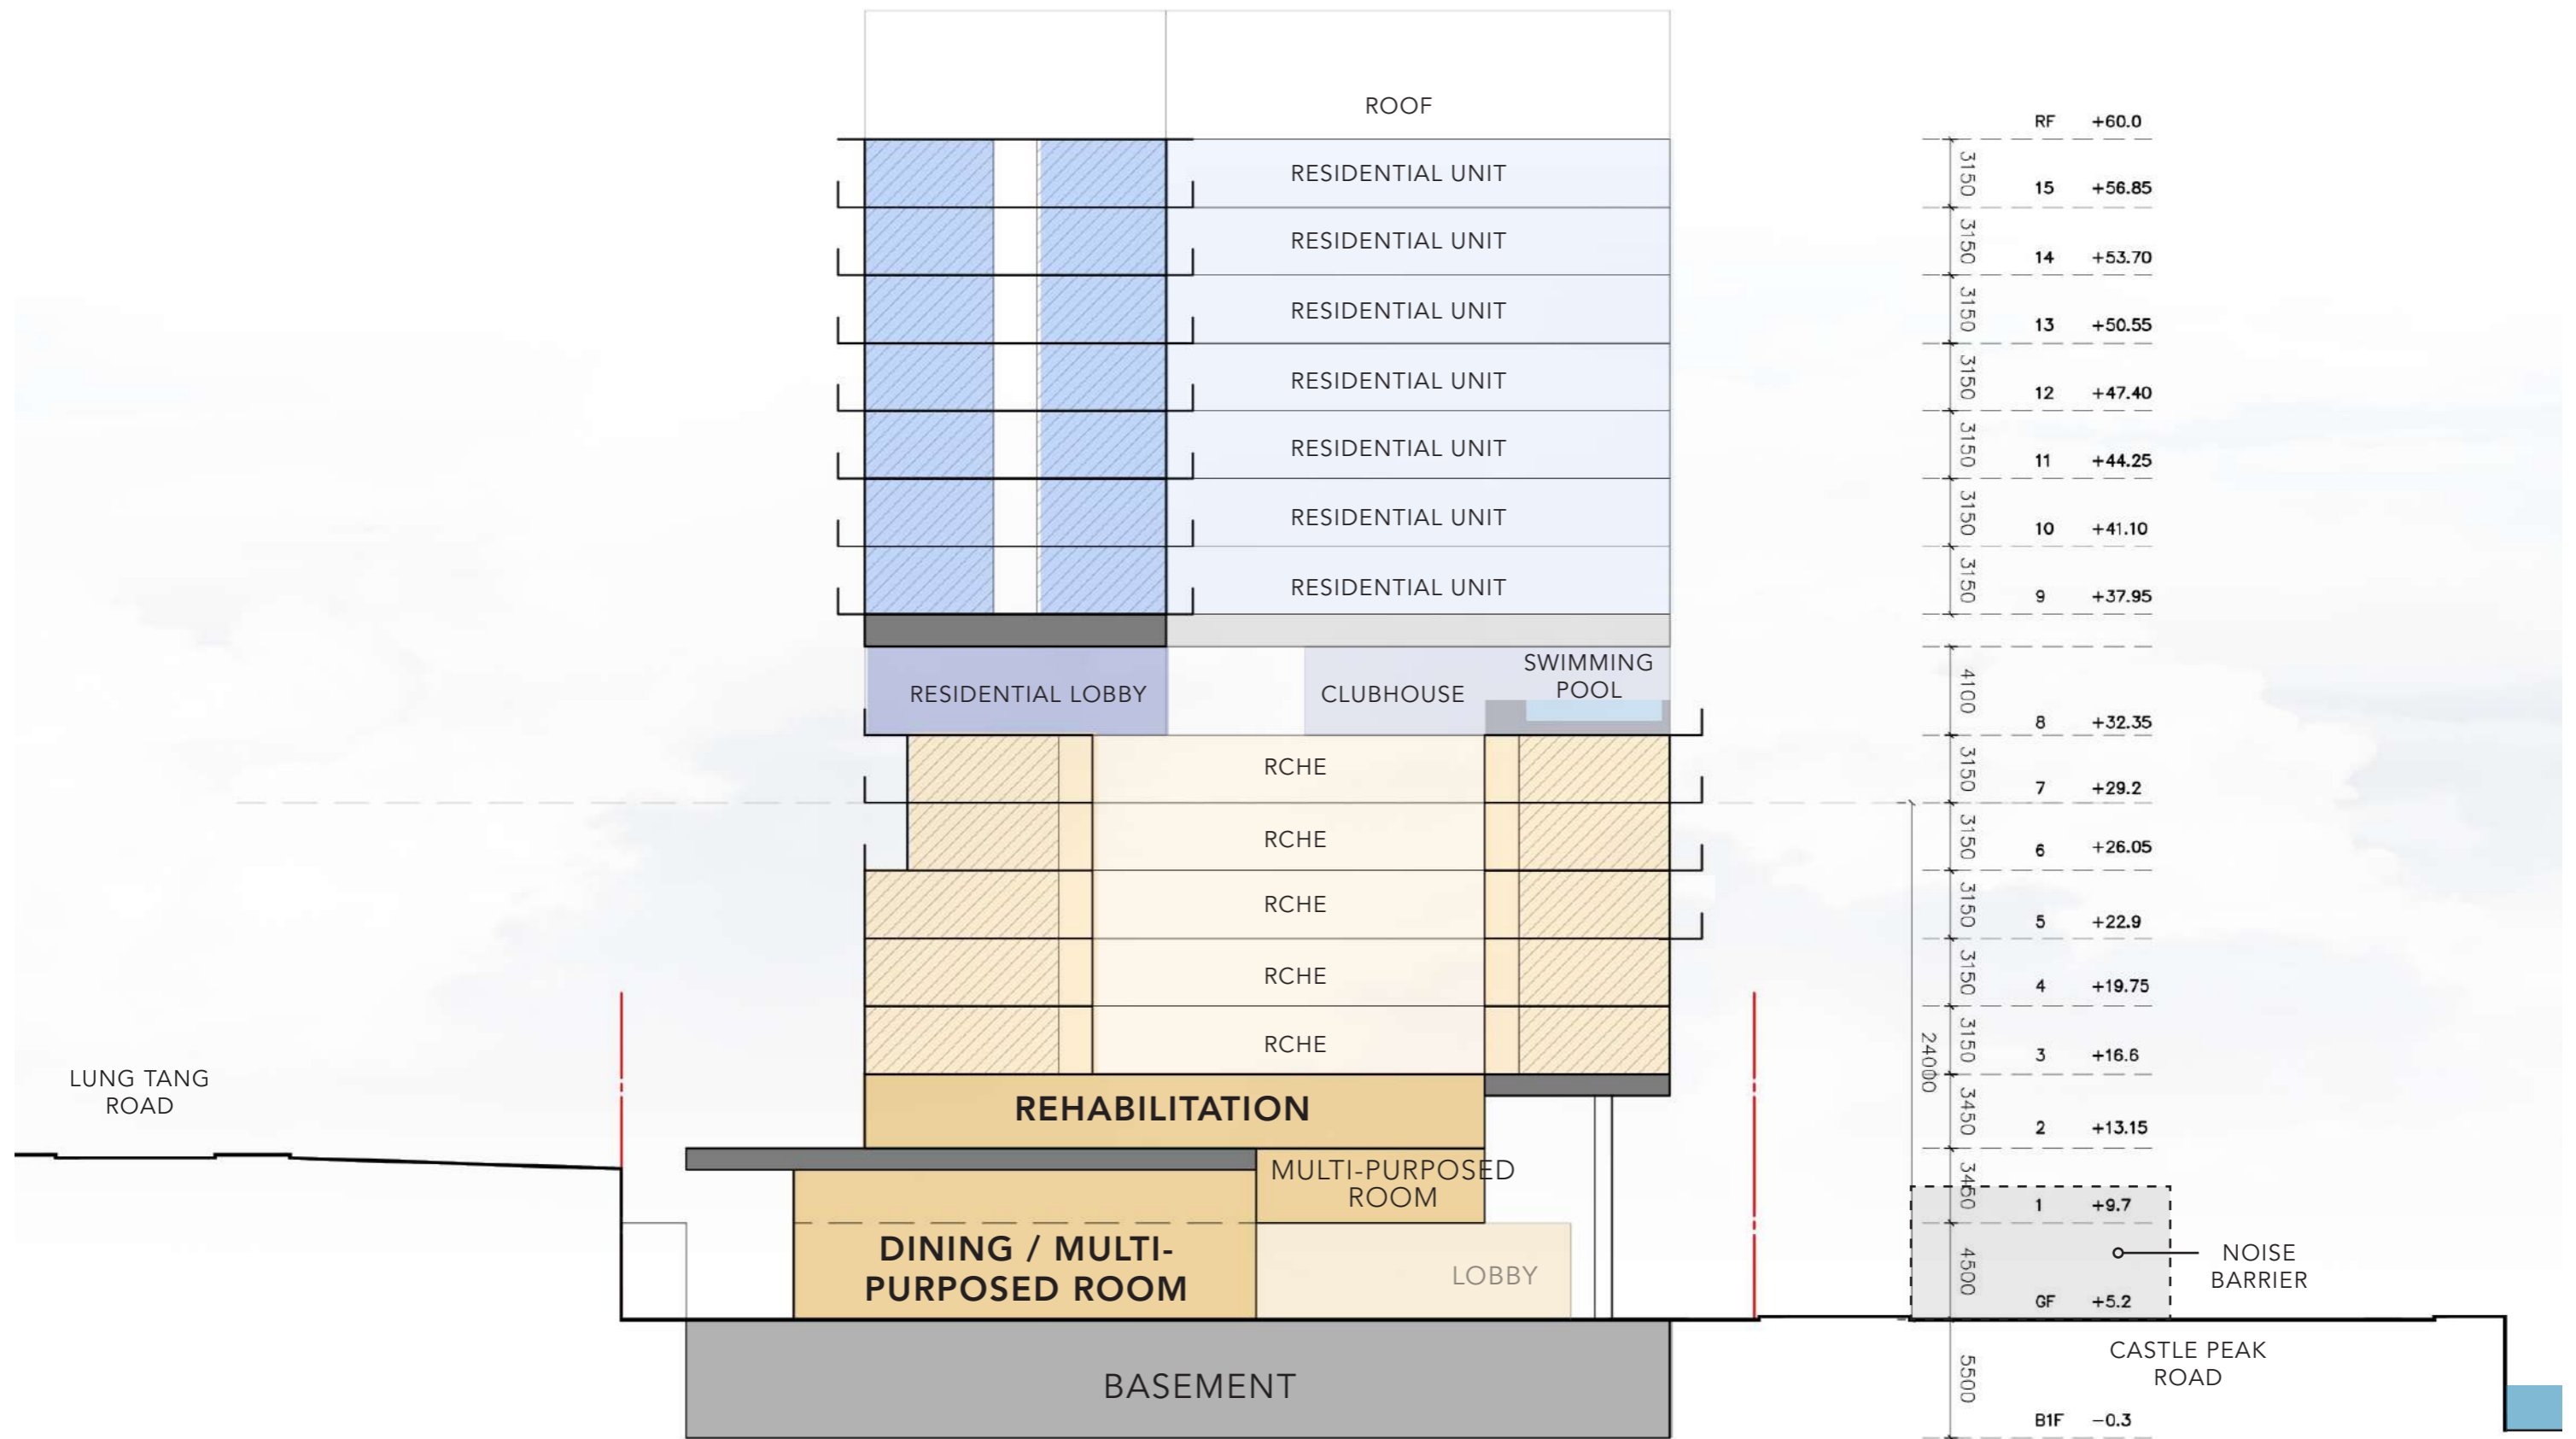 ROOF
RF +60.0
RESIDENTIAL UNIT
3150
15 +56.85
RESIDENTIAL UNIT
3150
14 +53.70
RESIDENTIAL UNIT
3150
13 +50.55
RESIDENTIAL UNIT
3150
12 +47.40
RESIDENTIAL UNIT
3150
11 +44.25
RESIDENTIAL UNIT
3150
10 +41.10
RESIDENTIAL UNIT
3150
9 +37.95
RESIDENTIAL LOBBY
CLUBHOUSE
SWIMMING
POOL
4100
8 +32.35
RCHE
3150
7 +29.2
RCHE
3150
6 +26.05
RCHE
3150
5 +22.9
RCHE
3150
4 +19.75
RCHE
3150
3 +16.6
24000
LUNG TANG
ROAD
REHABILITATION
3450
2 +13.15
MULTI-PURPOSED
ROOM
3450
1 +9.7
DINING / MULTI-
PURPOSED ROOM
LOBBY
4500
GF +5.2
NOISE
BARRIER
BASEMENT
5500
CASTLE PEAK
ROAD
B1F −0.3